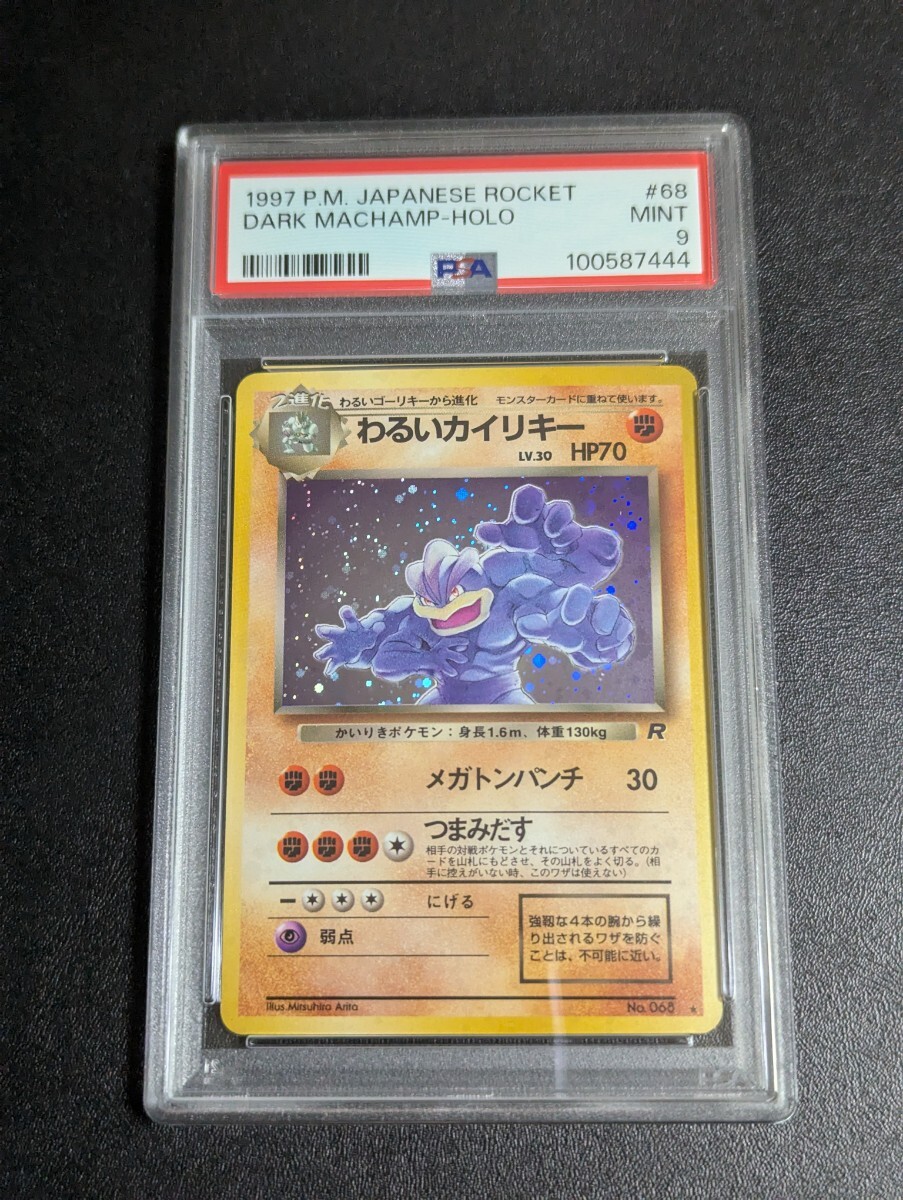 1997 P.M. JAPANESE ROCKET #68
DARK MACHAMP-HOLO MINT
9
PSA 100587444
2進化 わるいゴーリキーから進化 モンスターカードに重ねて使います。
わるいカイリキー
LV.30 HP70
かいりきポケモン：身長1.6m、体重130kg R
メガトンパンチ 30
つまみだす
相手の対戦ポケモンとそれについているすべてのカ
ードを山札にもどさせ、その山札をよく切る。（相
手に控えがいない時、このワザは使えない）
にげる
弱点
強靱な4本の腕から繰
り出されるワザを防ぐ
ことは、不可能に近い。
Illus. Mitsuhiro Arita No. 068 ★